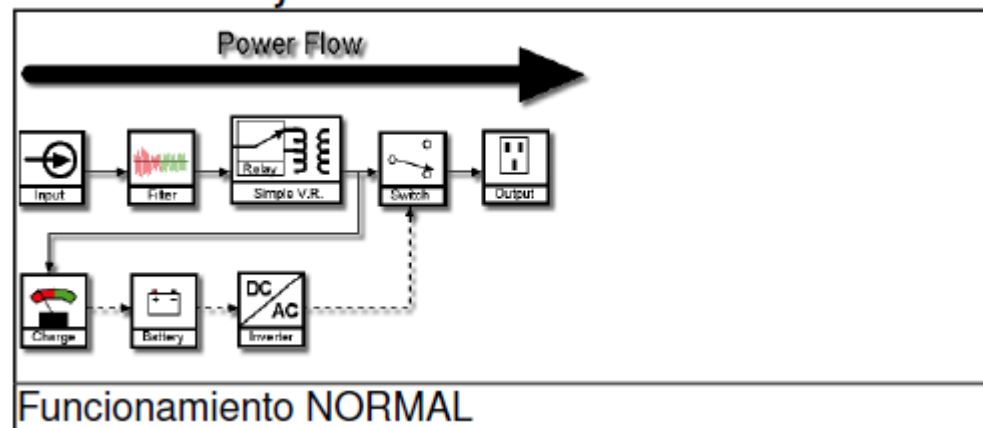 Power Flow
Input
Filter
Relay
Simple V.R.
Switch
Output
Charge
Battery
DC
AC
Inverter
Funcionamiento NORMAL